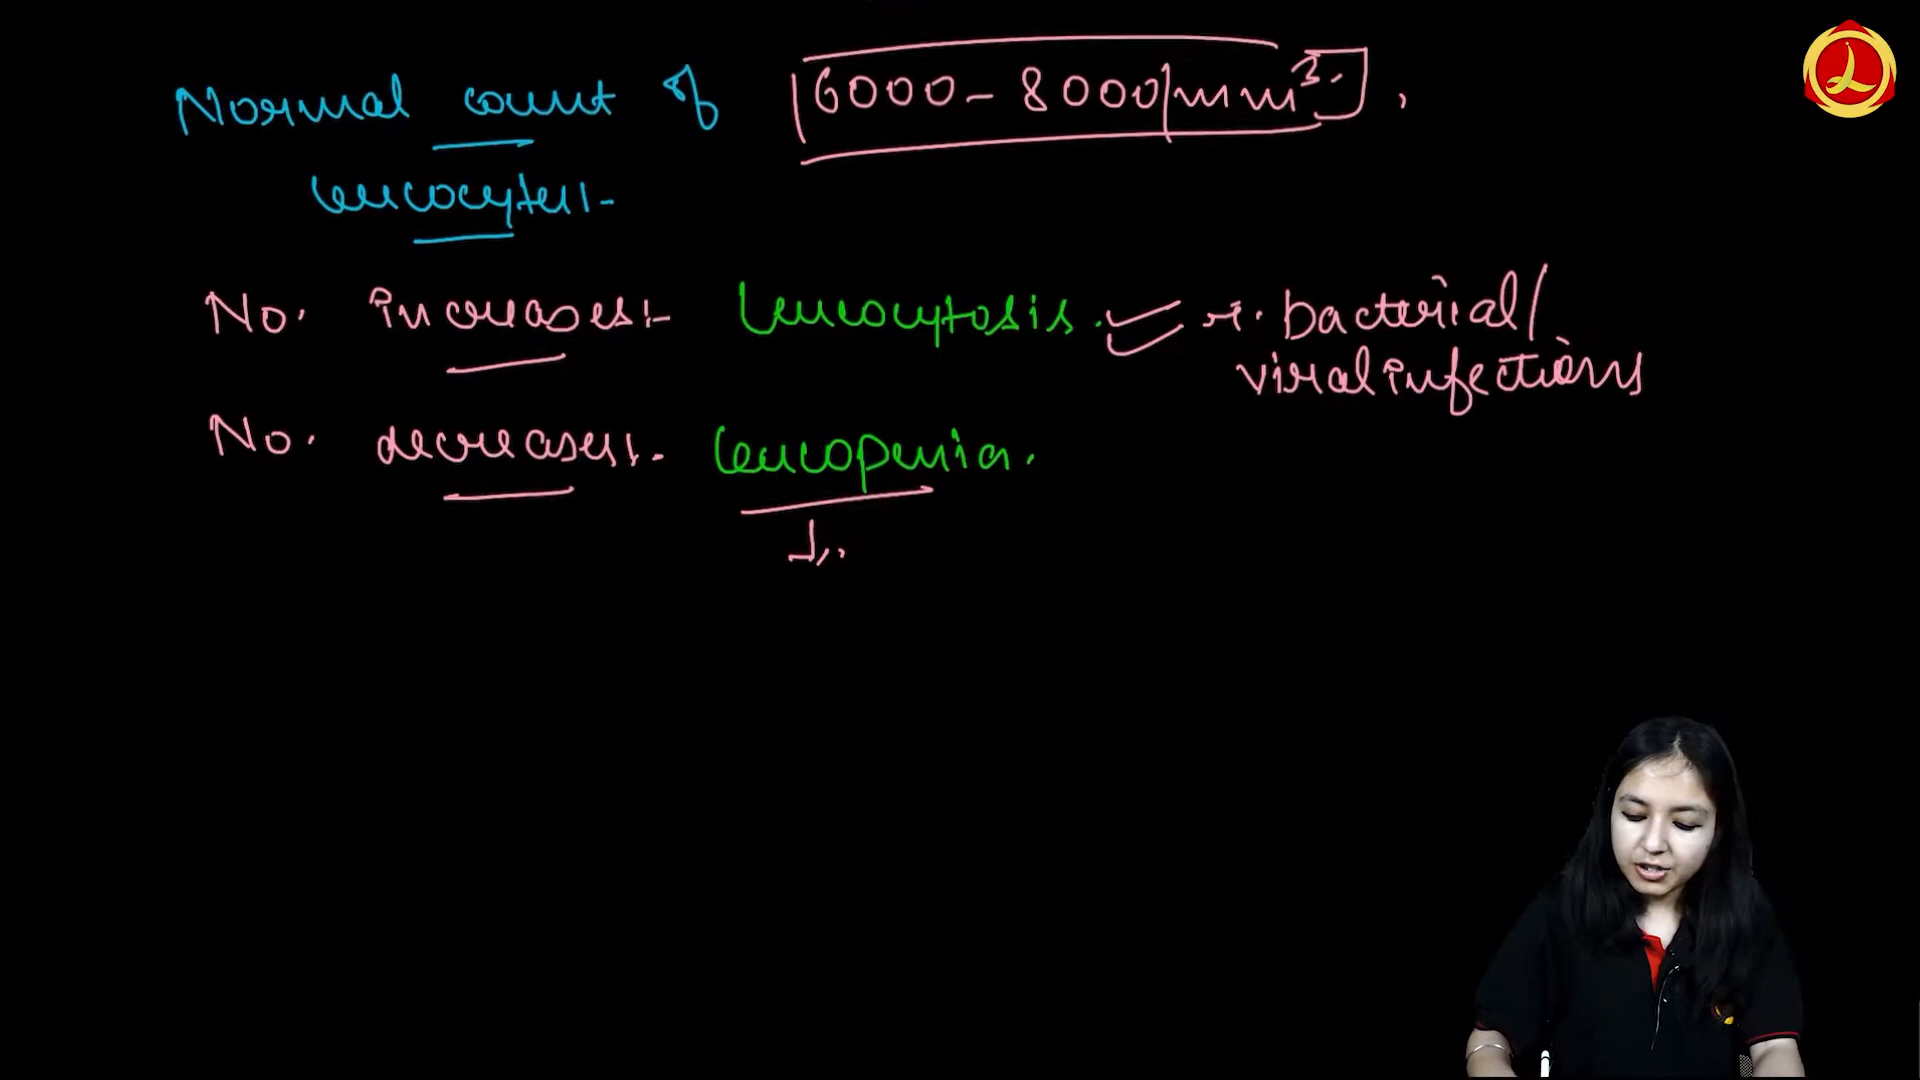 Normal count of 6000 - 8000/mm³.
leucocytes:-
No. increases:- leucocytosis. bacterial/
viral infections
No. decreases:- leucopenia.